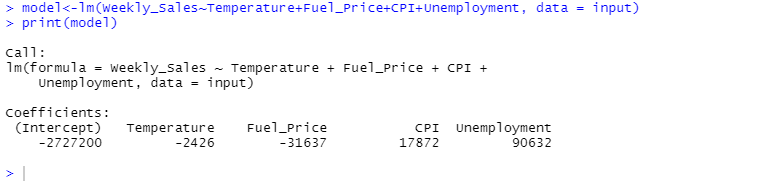 > model<-lm(Weekly_Sales~Temperature+Fuel_Price+CPI+Unemployment, data = input)
> print(model)
Call:
lm(formula = Weekly_Sales ~ Temperature + Fuel_Price + CPI +
    Unemployment, data = input)
Coefficients:
 (Intercept)   Temperature    Fuel_Price           CPI  Unemployment
    -2727200         -2426        -31637         17872         90632
>